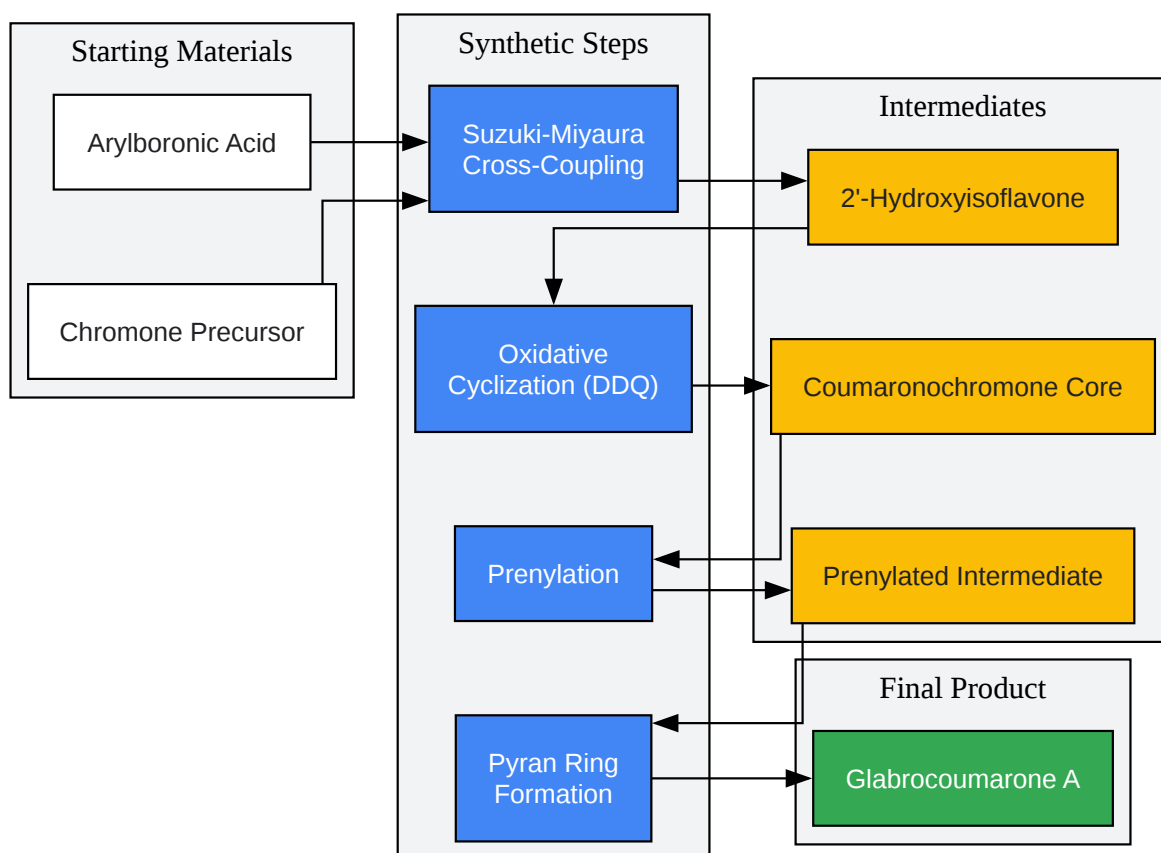 Starting Materials
Arylboronic Acid
Chromone Precursor
Synthetic Steps
Suzuki-Miyaura
Cross-Coupling
Oxidative
Cyclization (DDQ)
Prenylation
Pyran Ring
Formation
Intermediates
2'-Hydroxyisoflavone
Coumaronochromone Core
Prenylated Intermediate
Final Product
Glabrocoumarone A